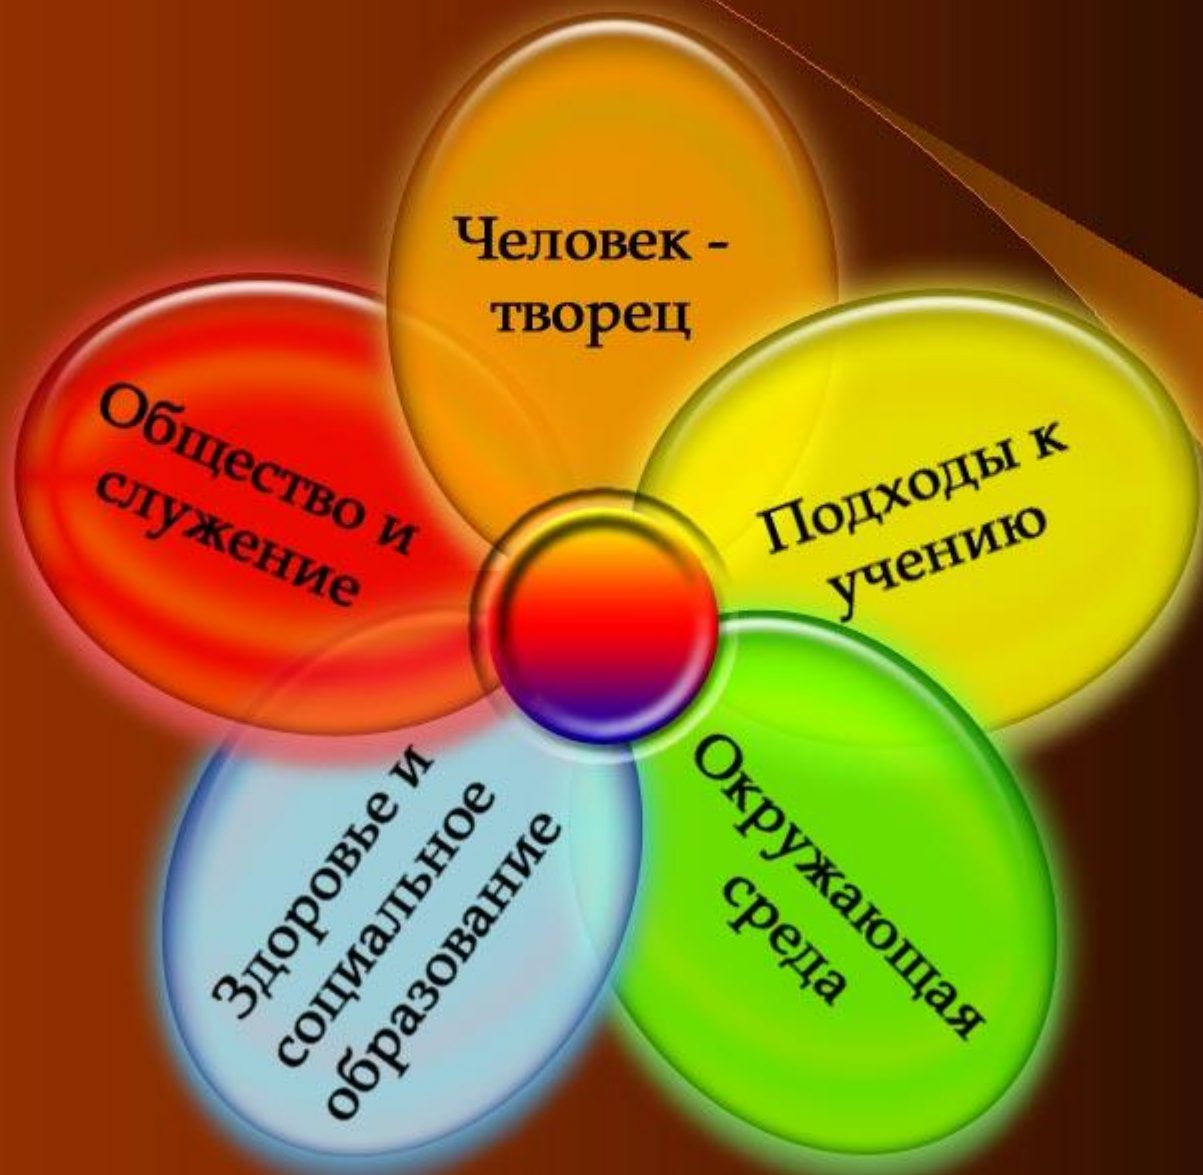 Человек -
творец
Общество и
служение
Подходы к
учению
Здоровье и
социальное
образование
Окружающая
среда